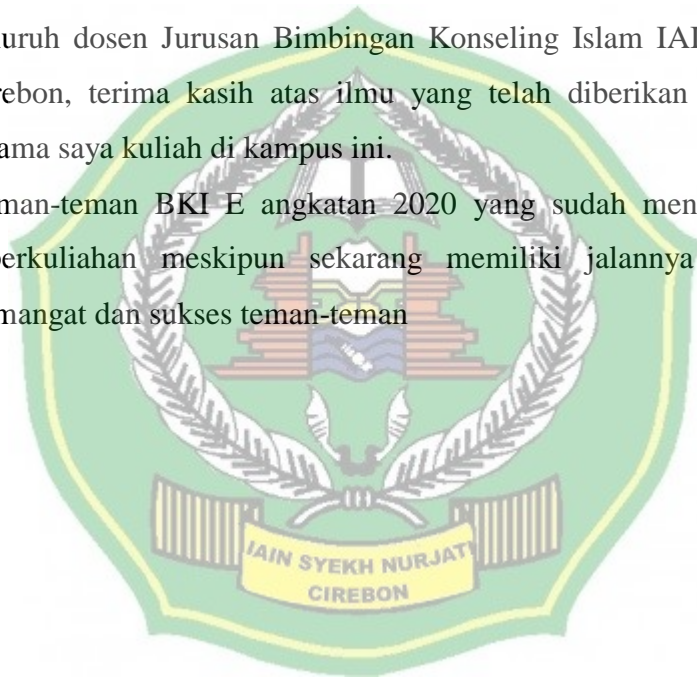 uruh dosen Jurusan Bimbingan Konseling Islam IAI
rebon, terima kasih atas ilmu yang telah diberikan
ama saya kuliah di kampus ini.
man-teman BKI E angkatan 2020 yang sudah men
perkuliahan meskipun sekarang memiliki jalannya
mangat dan sukses teman-teman
IAIN SYEKH NURJATI
CIREBON